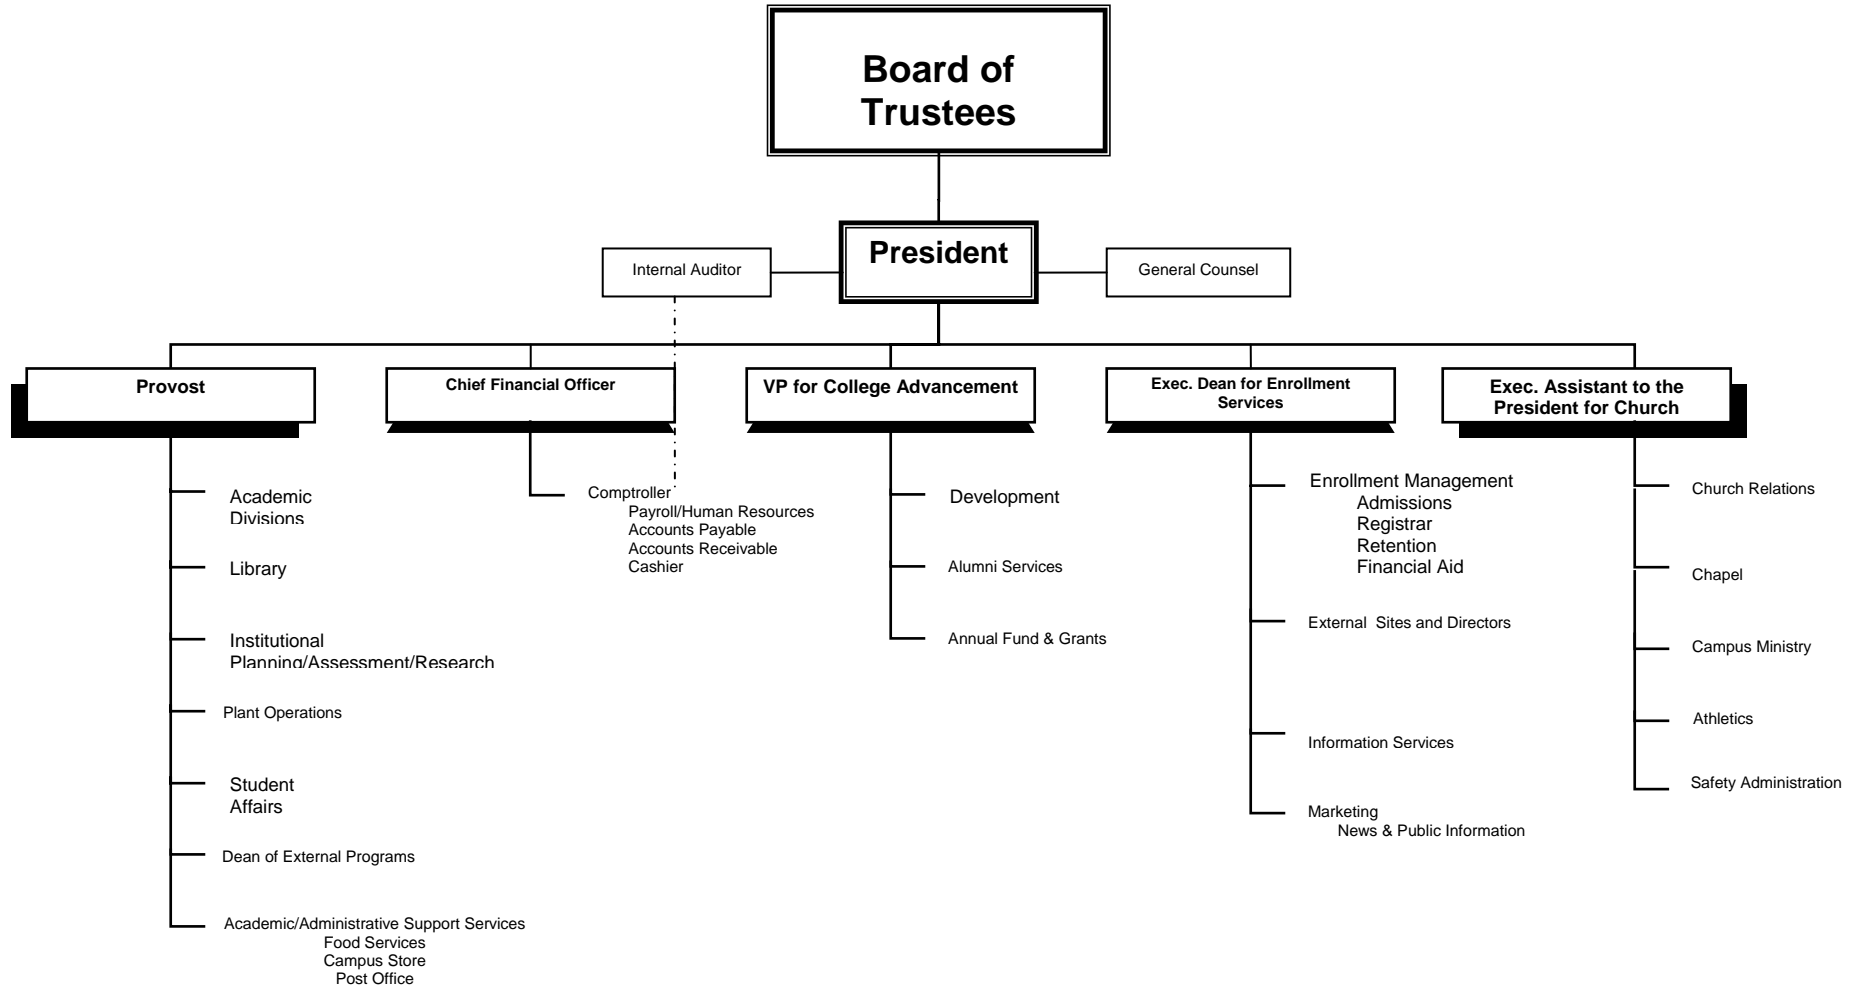 Board of
Trustees
President
Internal Auditor
General Counsel
Provost
Chief Financial Officer
VP for College Advancement
Exec. Dean for Enrollment
Services
Exec. Assistant to the
President for Church
Academic
Divisions
Library
Institutional
Planning/Assessment/Research
Plant Operations
Student
Affairs
Dean of External Programs
Academic/Administrative Support Services
Food Services
Campus Store
Post Office
Comptroller
Payroll/Human Resources
Accounts Payable
Accounts Receivable
Cashier
Development
Alumni Services
Annual Fund & Grants
Enrollment Management
Admissions
Registrar
Retention
Financial Aid
External Sites and Directors
Information Services
Marketing
News & Public Information
Church Relations
Chapel
Campus Ministry
Athletics
Safety Administration